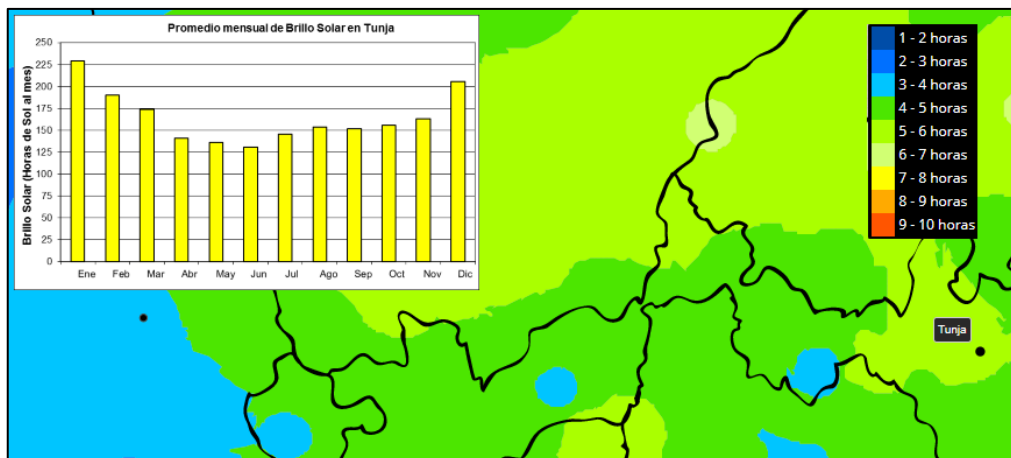 Promedio mensual de Brillo Solar en Tunja
Brillo Solar (Horas de Sol al mes)
250
225
200
175
150
125
100
75
50
25
0
Ene Feb Mar Abr May Jun Jul Ago Sep Oct Nov Dic
1 - 2 horas
2 - 3 horas
3 - 4 horas
4 - 5 horas
5 - 6 horas
6 - 7 horas
7 - 8 horas
8 - 9 horas
9 - 10 horas
Tunja